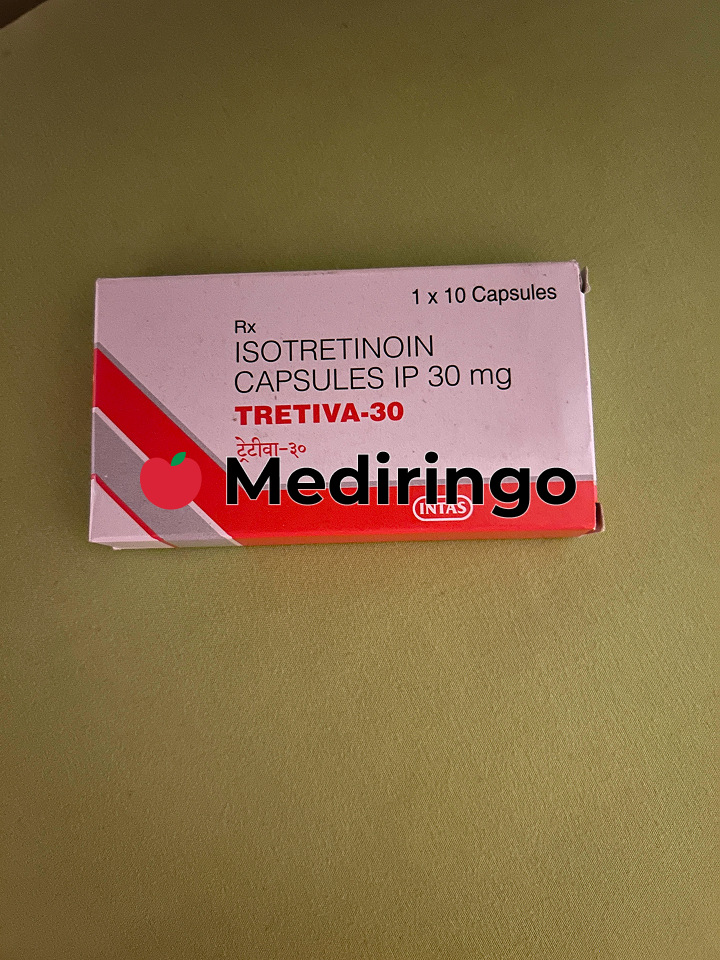 1 x 10 Capsules
Rx
ISOTRETINOIN
CAPSULES IP 30 mg
TRETIVA-30
ट्रेटीवा-३०
Mediringo
INTAS